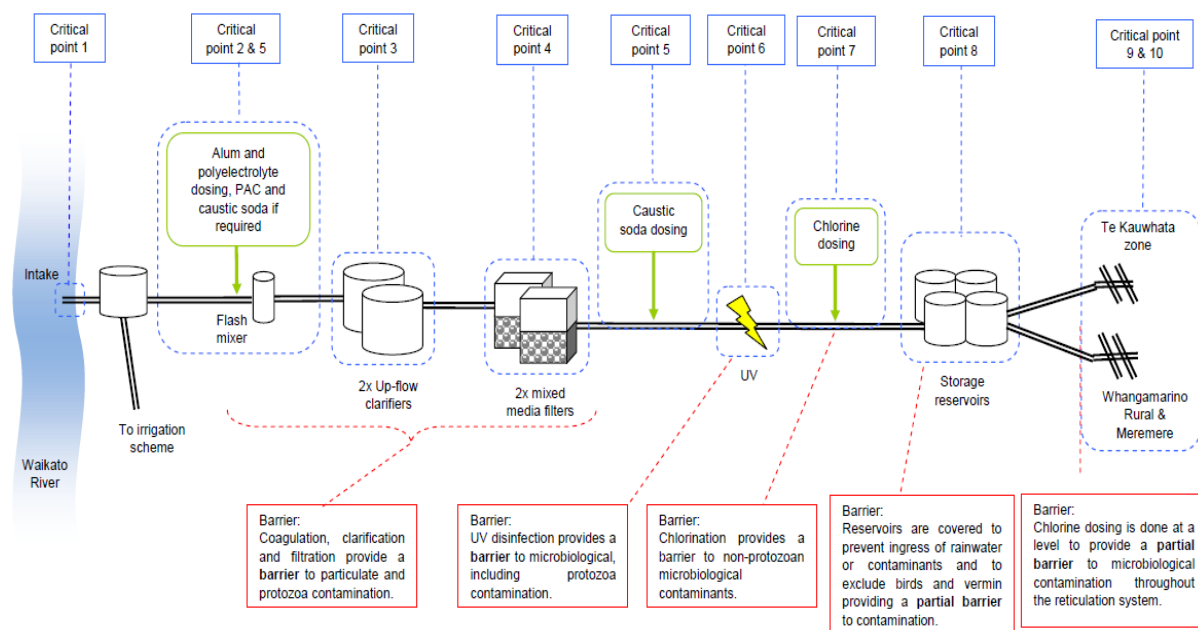 Critical
point 1
Critical
point 2 & 5
Critical
point 3
Critical
point 4
Critical
point 5
Critical
point 6
Critical
point 7
Critical
point 8
Critical point
9 & 10
Alum and
polyelectrolyte
dosing, PAC and
caustic soda if
required
Caustic
soda dosing
Chlorine
dosing
Te Kauwhata
zone
Intake
Flash
mixer
2x Up-flow
clarifiers
2x mixed
media filters
UV
Storage
reservoirs
Whangamarino
Rural &
Meremere
To irrigation
scheme
Waikato
River
Barrier:
Coagulation, clarification
and filtration provide a
barrier to particulate and
protozoa contamination.
Barrier:
UV disinfection provides a
barrier to microbiological,
including protozoa
contamination.
Barrier:
Chlorination provides a
barrier to non-protozoan
microbiological
contaminants.
Barrier:
Reservoirs are covered to
prevent ingress of rainwater
or contaminants and to
exclude birds and vermin
providing a partial barrier
to contamination.
Barrier:
Chlorine dosing is done at a
level to provide a partial
barrier to microbiological
contamination throughout
the reticulation system.